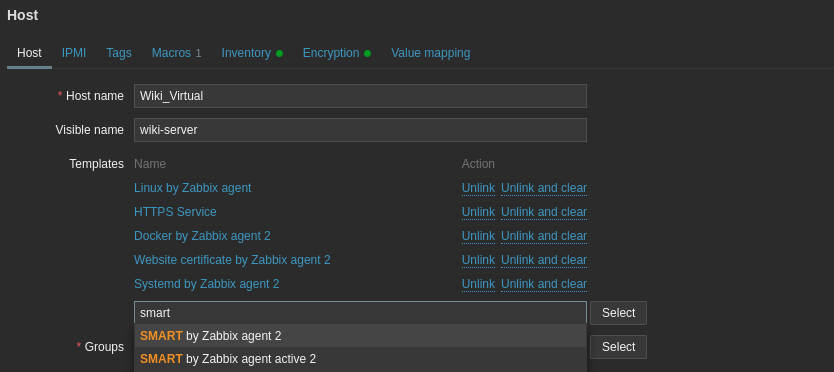 Host
Host IPMI Tags Macros 1 Inventory Encryption Value mapping
* Host name Wiki_Virtual
Visible name wiki-server
Templates Name Action
Linux by Zabbix agent Unlink Unlink and clear
HTTPS Service Unlink Unlink and clear
Docker by Zabbix agent 2 Unlink Unlink and clear
Website certificate by Zabbix agent 2 Unlink Unlink and clear
Systemd by Zabbix agent 2 Unlink Unlink and clear
smart Select
SMART by Zabbix agent 2
* Groups Select
SMART by Zabbix agent active 2